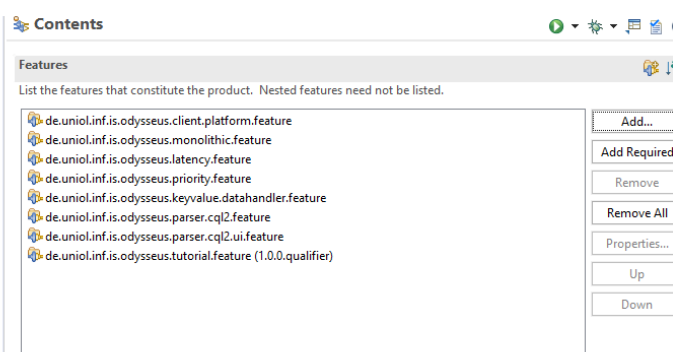 Contents
Features
List the features that constitute the product. Nested features need not be listed.
de.uniol.inf.is.odysseus.client.platform.feature
de.uniol.inf.is.odysseus.monolithic.feature
de.uniol.inf.is.odysseus.latency.feature
de.uniol.inf.is.odysseus.priority.feature
de.uniol.inf.is.odysseus.keyvalue.datahandler.feature
de.uniol.inf.is.odysseus.parser.cql2.feature
de.uniol.inf.is.odysseus.parser.cql2.ui.feature
de.uniol.inf.is.odysseus.tutorial.feature (1.0.0.qualifier)
Add...
Add Required
Remove
Remove All
Properties...
Up
Down